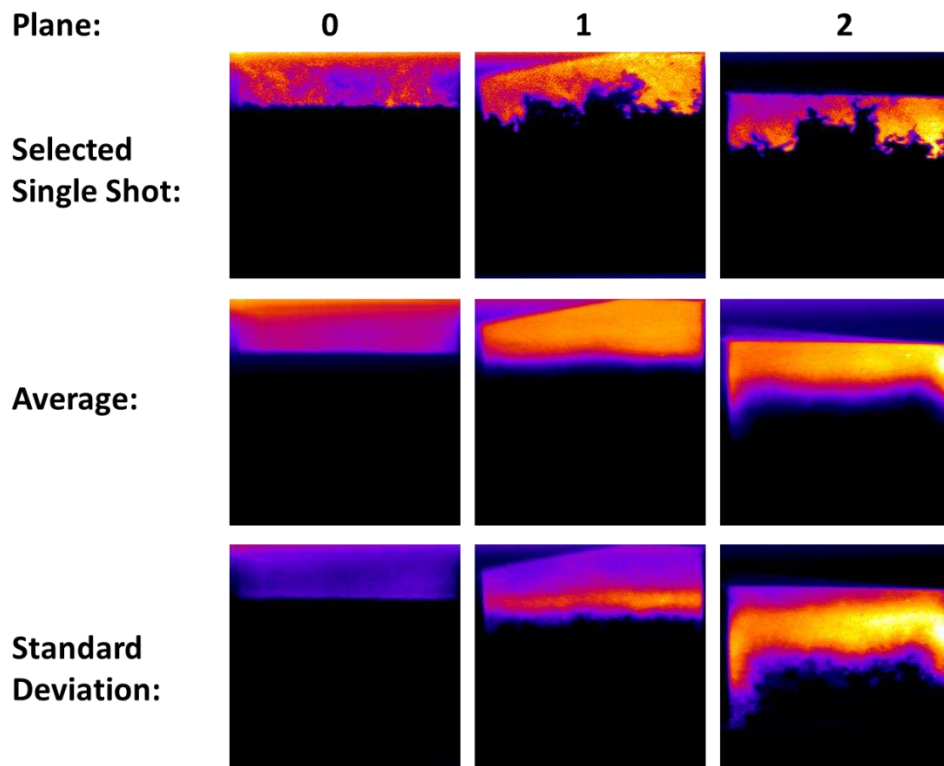 Plane: 0 1 2
Selected
Single Shot:
Average:
Standard
Deviation: